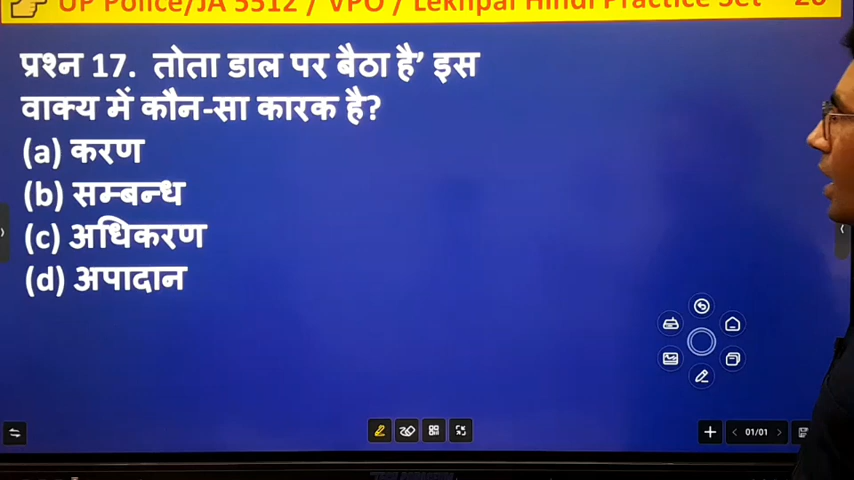 UP Police/JA 5512 / VPO / Lekhpal Hindi Practice Set - 20
प्रश्न 17. तोता डाल पर बैठा है’ इस
वाक्य में कौन-सा कारक है?
(a) करण
(b) सम्बन्ध
(c) अधिकरण
(d) अपादान
01/01